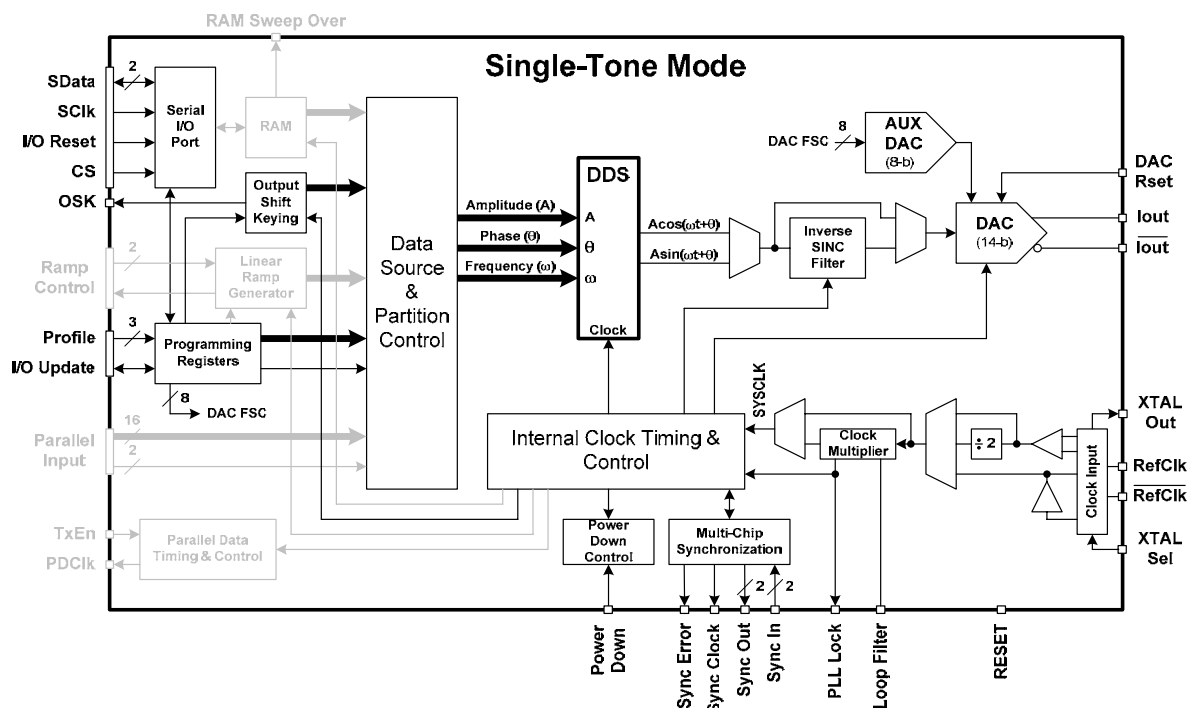 RAM Sweep Over
Single-Tone Mode
SData
2
SClk
I/O Reset
CS
OSK
Serial
I/O
Port
RAM
Output
Shift
Keying
Ramp
Control
2
Linear
Ramp
Generator
Profile
3
I/O Update
Programming
Registers
8
DAC FSC
Parallel
Input
16
2
TxEn
PDClk
Parallel Data
Timing & Control
Data
Source
&
Partition
Control
Amplitude (A)
Phase (θ)
Frequency (ω)
DDS
A
θ
ω
Clock
Acos(ωt+θ)
Asin(ωt+θ)
Inverse
SINC
Filter
DAC FSC
8
AUX
DAC
(8-b)
DAC
(14-b)
DAC
Rset
Iout
Iout
Internal Clock Timing &
Control
SYSCLK
Clock
Multiplier
÷ 2
Clock Input
XTAL
Out
RefClk
RefClk
XTAL
Sel
Power
Down
Control
Multi-Chip
Synchronization
2
2
Power
Down
Sync Error
Sync Clock
Sync Out
Sync In
PLL Lock
Loop Filter
RESET